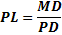 PL = MD/PD